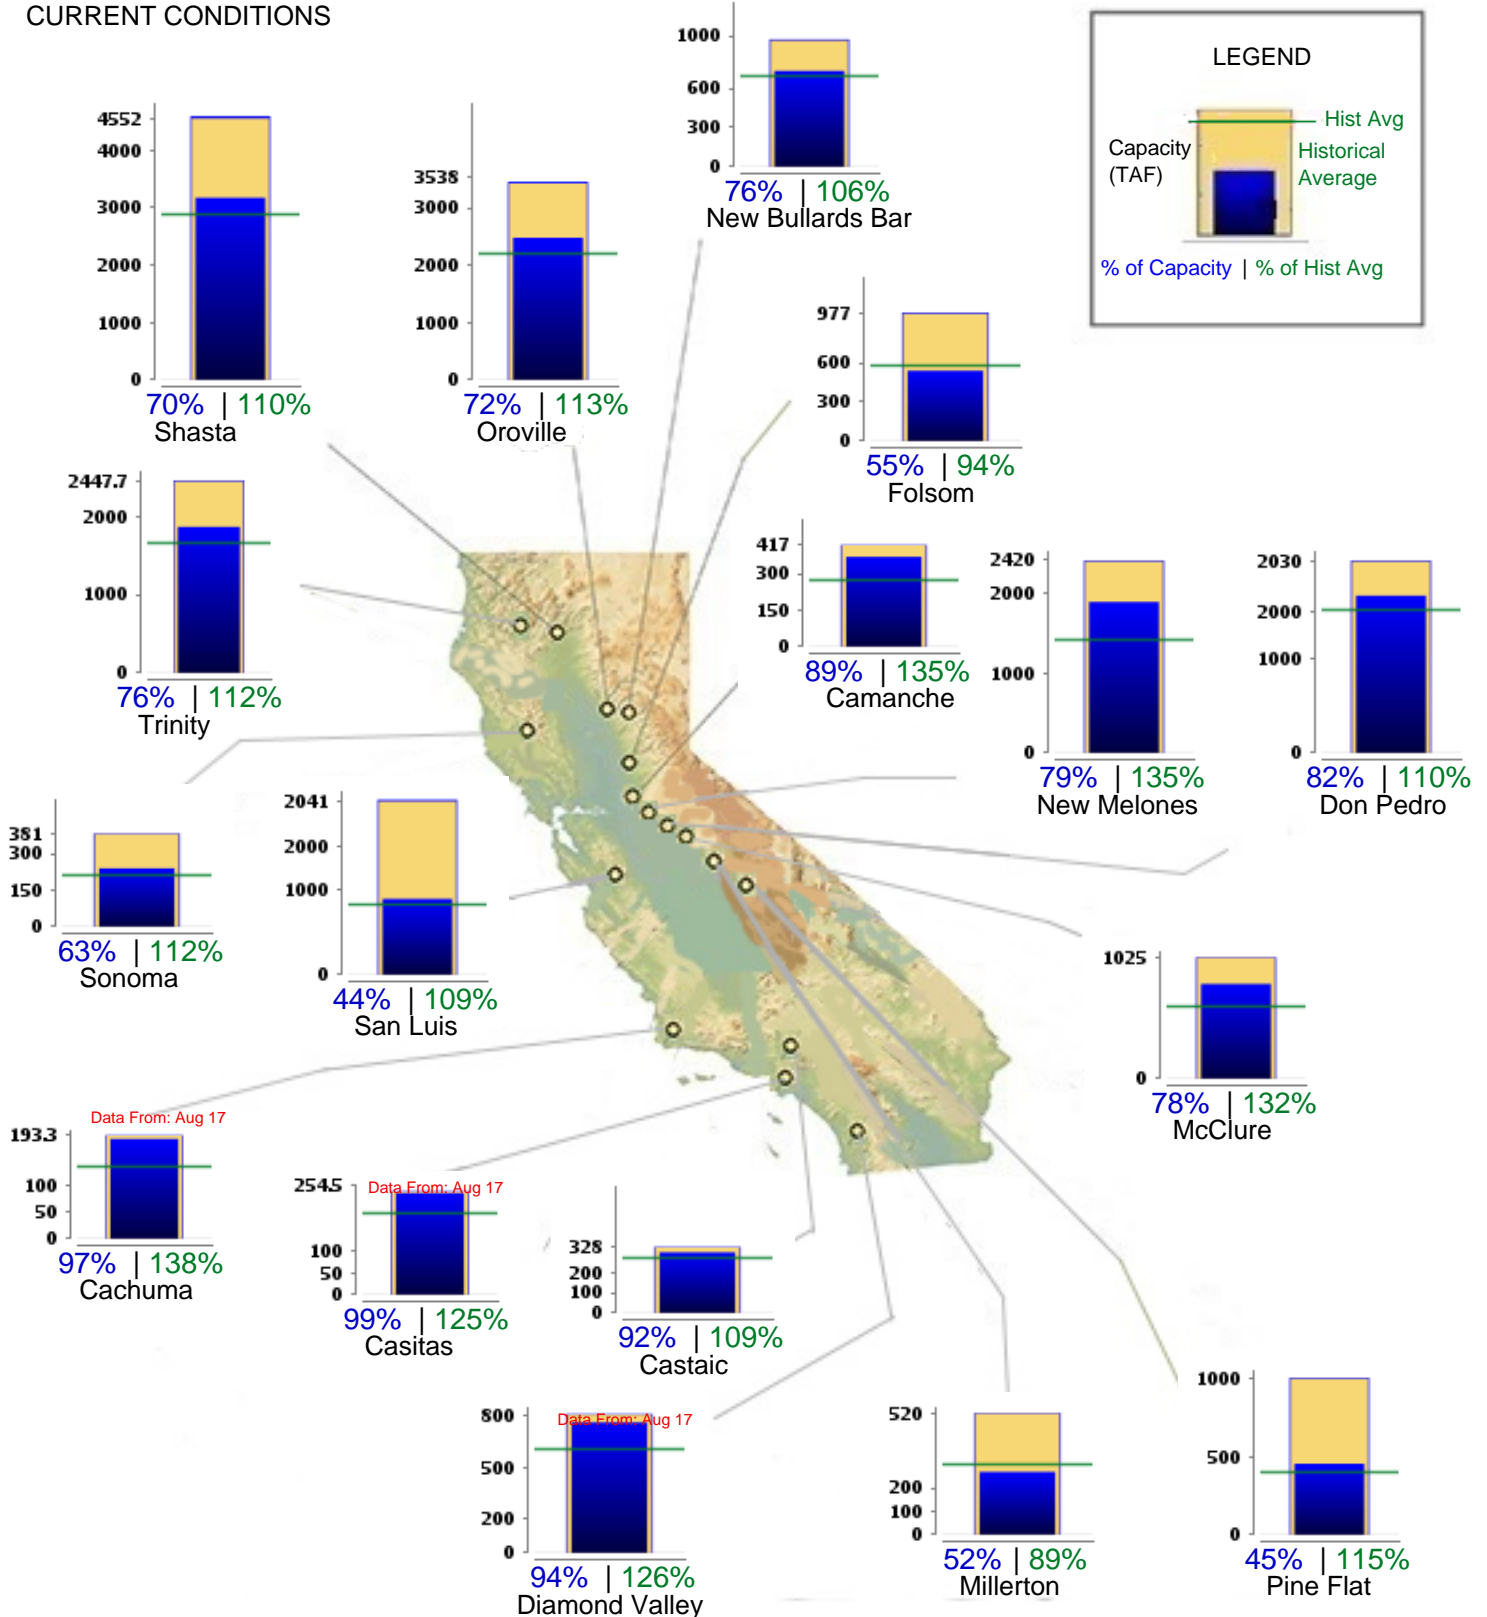 CURRENT CONDITIONS
LEGEND
Hist Avg
Capacity
(TAF)
Historical
Average
% of Capacity | % of Hist Avg
1000
600
300
0
76% | 106%
New Bullards Bar
4552
4000
3000
2000
1000
0
70% | 110%
Shasta
3538
3000
2000
1000
0
72% | 113%
Oroville
977
600
300
0
55% | 94%
Folsom
2447.7
2000
1000
0
76% | 112%
Trinity
417
300
150
0
89% | 135%
Camanche
2420
2000
1000
0
79% | 135%
New Melones
2030
2000
1000
0
82% | 110%
Don Pedro
381
300
150
0
63% | 112%
Sonoma
2041
2000
1000
0
44% | 109%
San Luis
1025
0
78% | 132%
McClure
Data From: Aug 17
193.3
100
50
0
97% | 138%
Cachuma
Data From: Aug 17
254.5
100
50
0
99% | 125%
Casitas
328
200
100
0
92% | 109%
Castaic
Data From: Aug 17
800
500
200
0
94% | 126%
Diamond Valley
520
200
100
0
52% | 89%
Millerton
1000
500
0
45% | 115%
Pine Flat